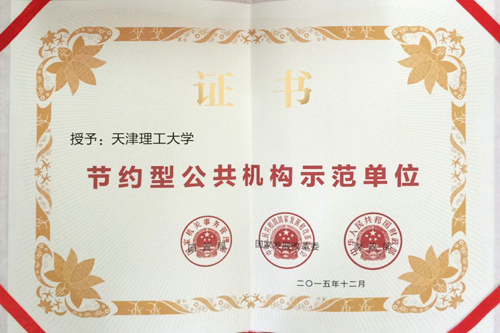 证书
授予：天津理工大学
节约型公共机构示范单位
二〇一五年十二月